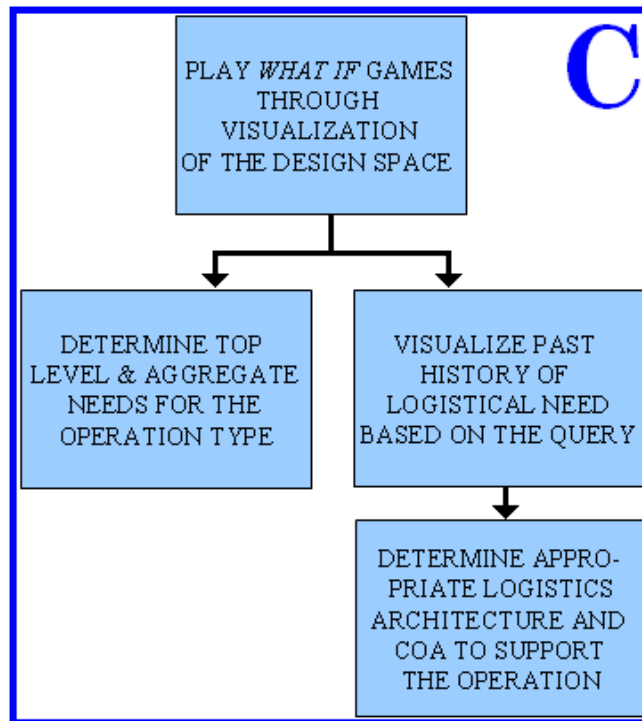 C
PLAY WHAT IF GAMES
THROUGH
VISUALIZATION
OF THE DESIGN SPACE
DETERMINE TOP
LEVEL & AGGREGATE
NEEDS FOR THE
OPERATION TYPE
VISUALIZE PAST
HISTORY OF
LOGISTICAL NEED
BASED ON THE QUERY
DETERMINE APPRO-
PRIATE LOGISTICS
ARCHITECTURE AND
COA TO SUPPORT
THE OPERATION